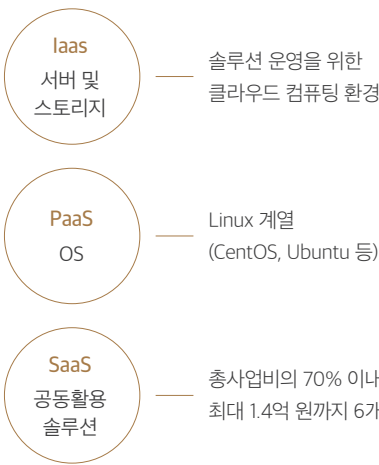 Iaas
서버 및
스토리지
솔루션 운영을 위한
클라우드 컴퓨팅 환경
PaaS
OS
Linux 계열
(CentOS, Ubuntu 등)
SaaS
공동활용
솔루션
총사업비의 70% 이내
최대 1.4억 원까지 6개